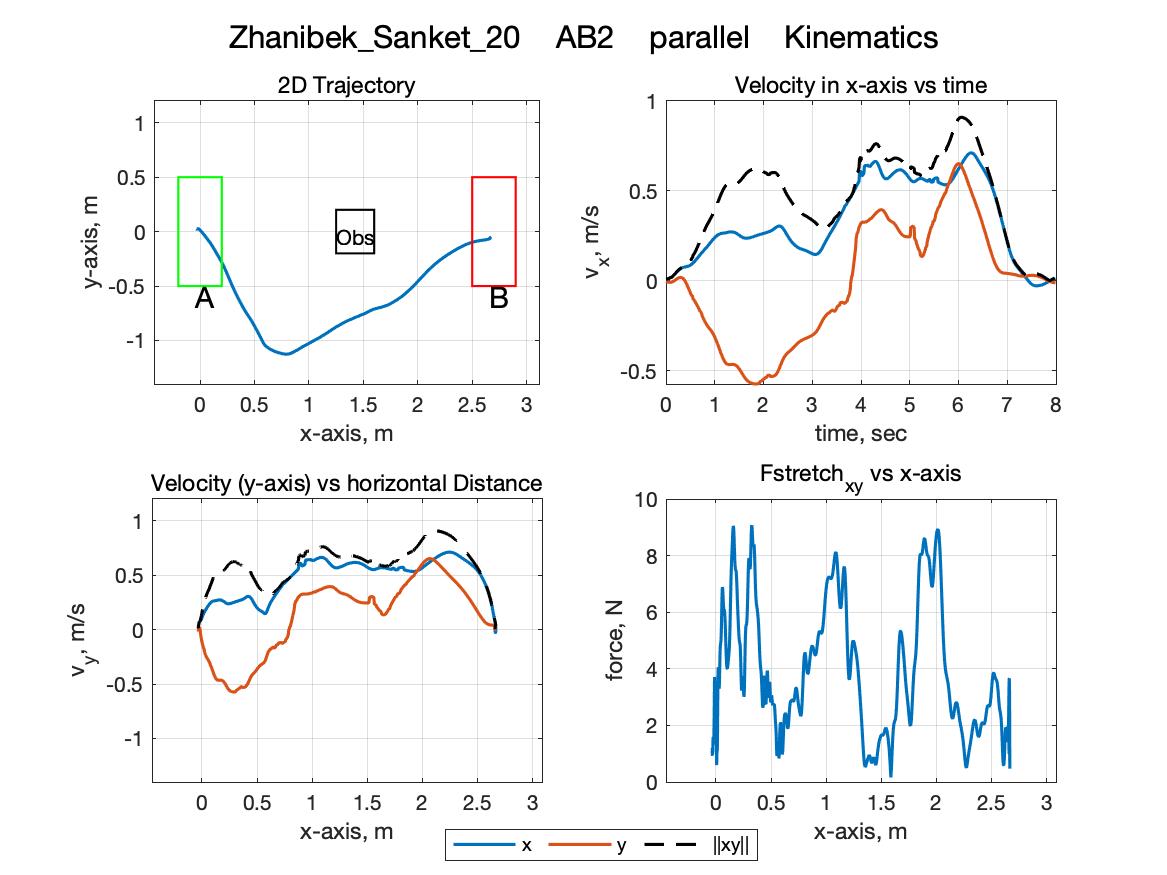 Zhanibek_Sanket_20 AB2 parallel Kinematics
2D Trajectory
1
0.5
0
-0.5
-1
y-axis, m
A
Obs
B
0 0.5 1 1.5 2 2.5 3
x-axis, m
Velocity in x-axis vs time
1
0.5
0
-0.5
v_x, m/s
0 1 2 3 4 5 6 7 8
time, sec
Velocity (y-axis) vs horizontal Distance
1
0.5
0
-0.5
-1
v_y, m/s
0 0.5 1 1.5 2 2.5 3
x-axis, m
Fstretch_xy vs x-axis
10
8
6
4
2
0
force, N
0 0.5 1 1.5 2 2.5 3
x-axis, m
x y ||xy||